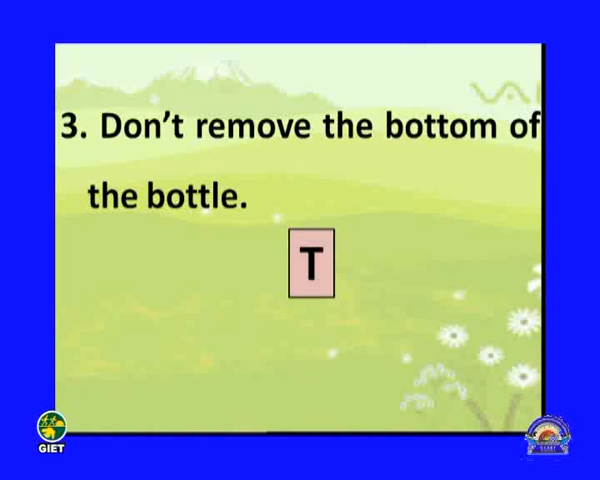 3. Don't remove the bottom of
the bottle.
T
GIET